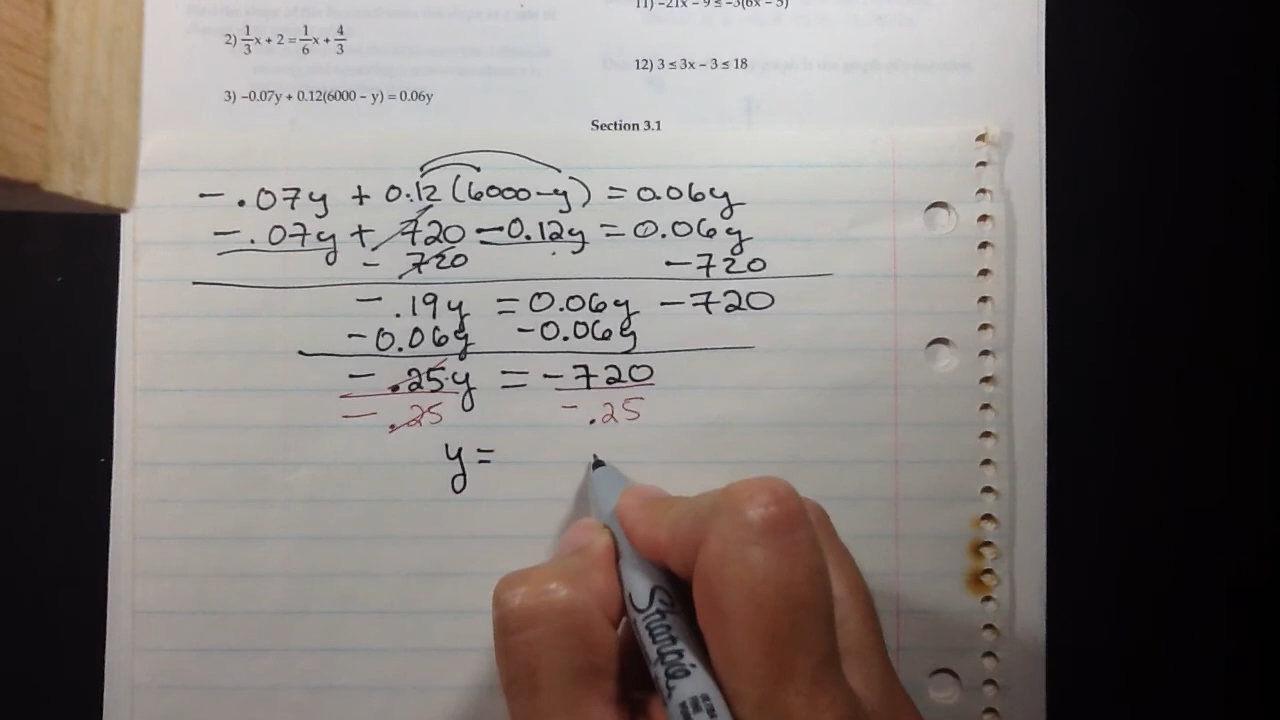 11) -21x - 9 ≤ -3(6x - 5)
2) 1/3x + 2 = 1/6x + 4/3
12) 3 ≤ 3x - 3 ≤ 18
3) -0.07y + 0.12(6000 - y) = 0.06y
Section 3.1
- .07y + 0.12(6000-y) = 0.06y
- .07y + 720 - 0.12y = 0.06y
- 720 -720
- .19y = 0.06y -720
-0.06y -0.06y
- .25y = -720
- .25 - .25
y =
Sharpie